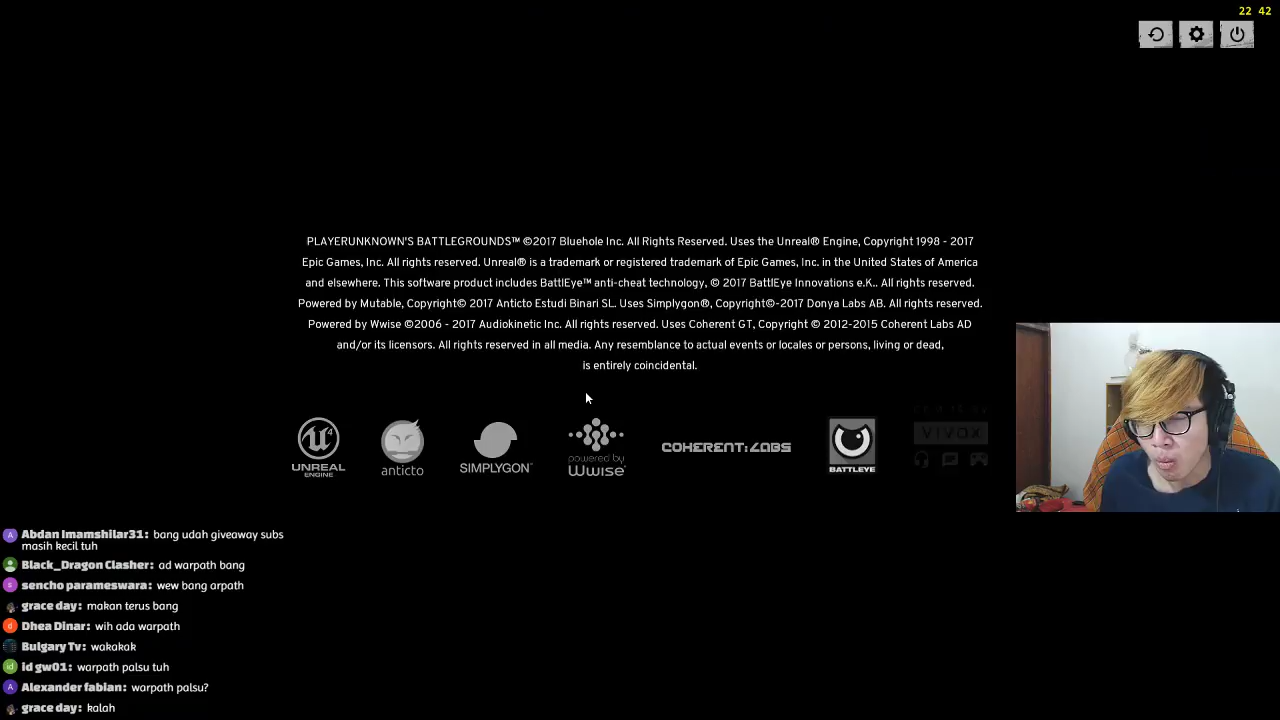 22 42
PLAYERUNKNOWN'S BATTLEGROUNDS™ ©2017 Bluehole Inc. All Rights Reserved. Uses the Unreal® Engine, Copyright 1998 - 2017
Epic Games, Inc. All rights reserved. Unreal® is a trademark or registered trademark of Epic Games, Inc. in the United States of America
and elsewhere. This software product includes BattlEye™ anti-cheat technology, © 2017 BattlEye Innovations e.K.. All rights reserved.
Powered by Mutable, Copyright© 2017 Anticto Estudi Binari SL. Uses Simplygon®, Copyright©-2017 Donya Labs AB. All rights reserved.
Powered by Wwise ©2006 - 2017 Audiokinetic Inc. All rights reserved. Uses Coherent GT, Copyright © 2012-2015 Coherent Labs AD
and/or its licensors. All rights reserved in all media. Any resemblance to actual events or locales or persons, living or dead,
is entirely coincidental.
4
UNREAL
ENGINE
anticto
SIMPLYGON™
powered by
Wwise®
COHERENT:LABS
BATTLEYE
VIVOX
A Abdan Imamshilar31: bang udah giveaway subs
masih kecil tuh
Black_Dragon Clasher: ad warpath bang
s sencho parameswara: wew bang arpath
grace day: makan terus bang
d Dhea Dinar: wih ada warpath
Bulgary Tv: wakakak
id id gw01: warpath palsu tuh
A Alexander fabian: warpath palsu?
grace day: kalah